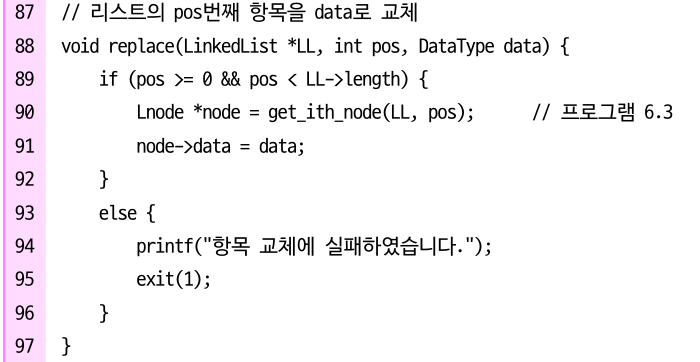 87 // 리스트의 pos번째 항목을 data로 교체
88 void replace(LinkedList *LL, int pos, DataType data) {
89     if (pos >= 0 && pos < LL->length) {
90         Lnode *node = get_ith_node(LL, pos);      // 프로그램 6.3
91         node->data = data;
92     }
93     else {
94         printf("항목 교체에 실패하였습니다.");
95         exit(1);
96     }
97 }